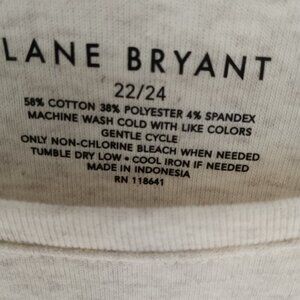 LANE BRYANT
22/24
58% COTTON 38% POLYESTER 4% SPANDEX
MACHINE WASH COLD WITH LIKE COLORS
GENTLE CYCLE
ONLY NON-CHLORINE BLEACH WHEN NEEDED
TUMBLE DRY LOW • COOL IRON IF NEEDED
MADE IN INDONESIA
RN 118641